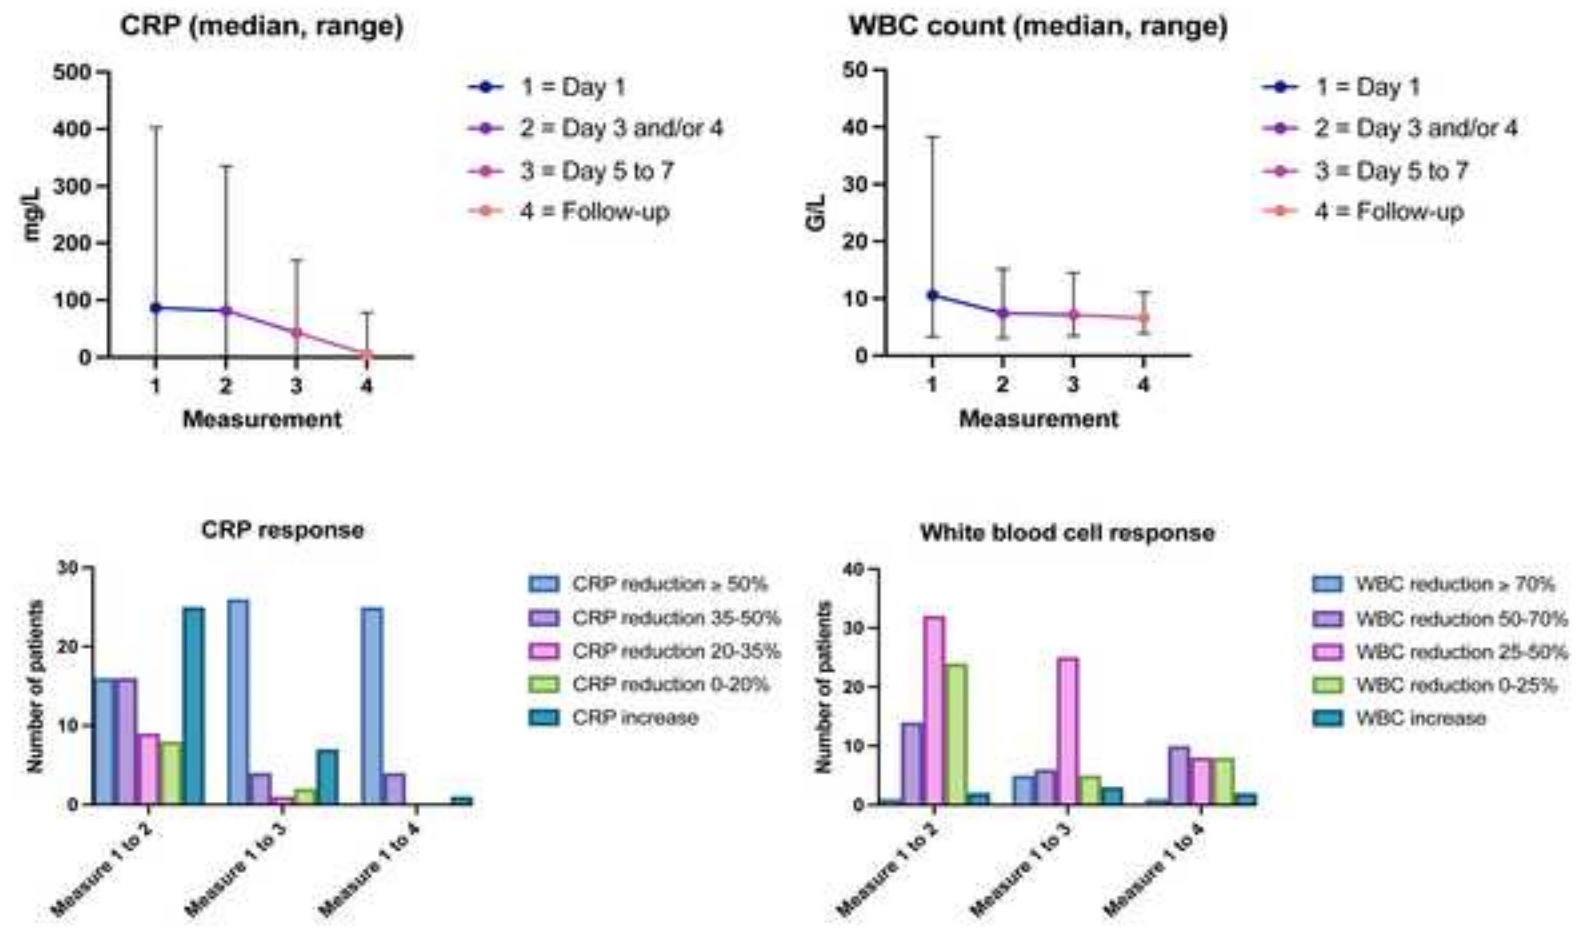 CRP (median, range)
500
400
300
200
100
0
mg/L
1
2
3
4
Measurement
1 = Day 1
2 = Day 3 and/or 4
3 = Day 5 to 7
4 = Follow-up
WBC count (median, range)
50
40
30
20
10
0
G/L
1
2
3
4
Measurement
1 = Day 1
2 = Day 3 and/or 4
3 = Day 5 to 7
4 = Follow-up
CRP response
30
20
10
0
Number of patients
Measure 1 to 2
Measure 1 to 3
Measure 1 to 4
CRP reduction ≥ 50%
CRP reduction 35-50%
CRP reduction 20-35%
CRP reduction 0-20%
CRP increase
White blood cell response
40
30
20
10
0
Number of patients
Measure 1 to 2
Measure 1 to 3
Measure 1 to 4
WBC reduction ≥ 70%
WBC reduction 50-70%
WBC reduction 25-50%
WBC reduction 0-25%
WBC increase